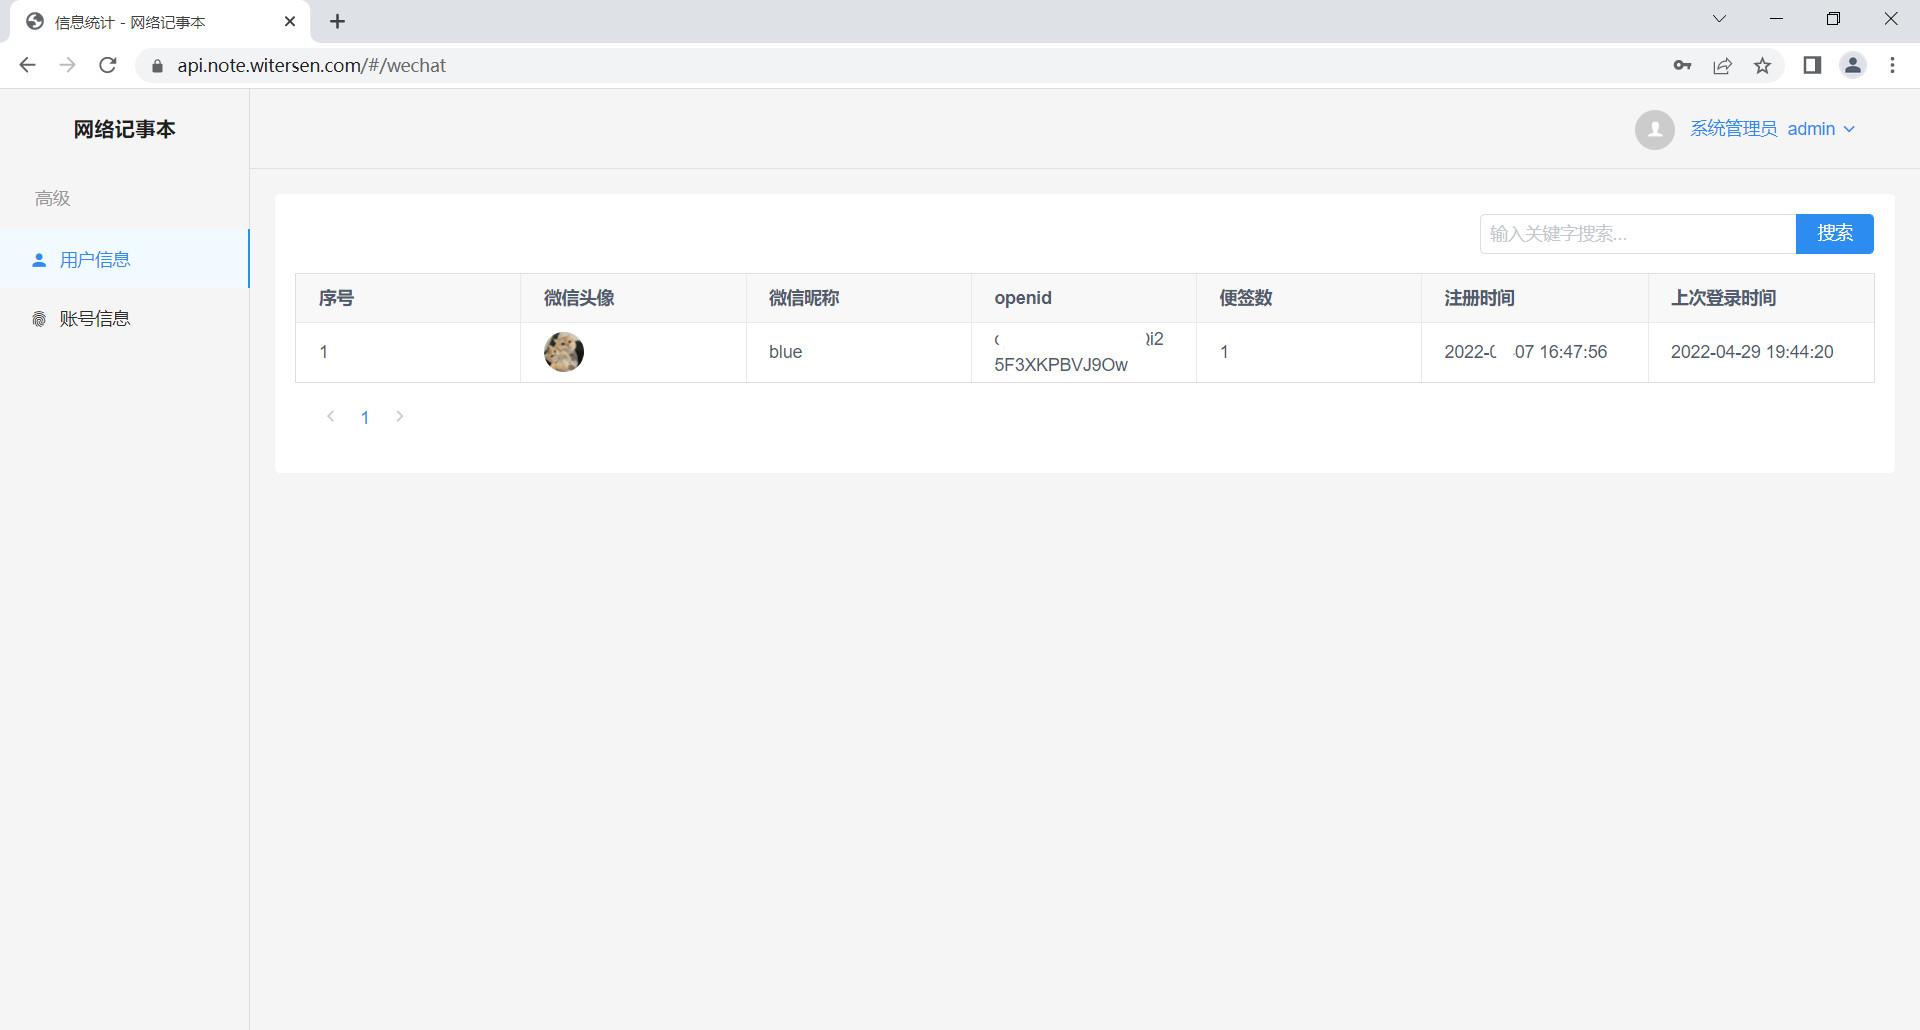 信息统计 - 网络记事本
api.note.witersen.com/#/wechat
网络记事本
系统管理员 admin
高级
用户信息
账号信息
输入关键字搜索...
搜索
序号 微信头像 微信昵称 openid 便签数 注册时间 上次登录时间
1 blue i2 1 2022- 07 16:47:56 2022-04-29 19:44:20
5F3XKPBVJ9Ow
1